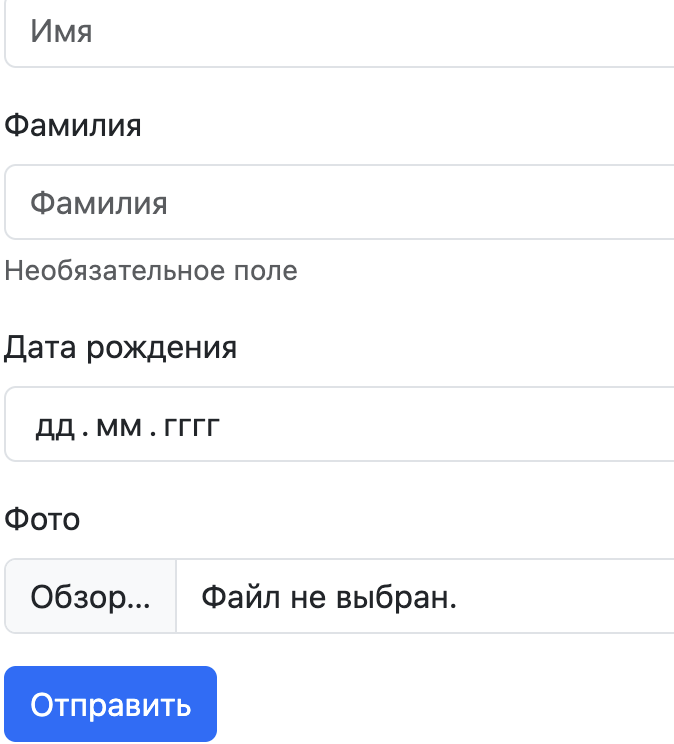 Имя
Фамилия
Фамилия
Необязательное поле
Дата рождения
дд.мм.гггг
Фото
Обзор... Файл не выбран.
Отправить